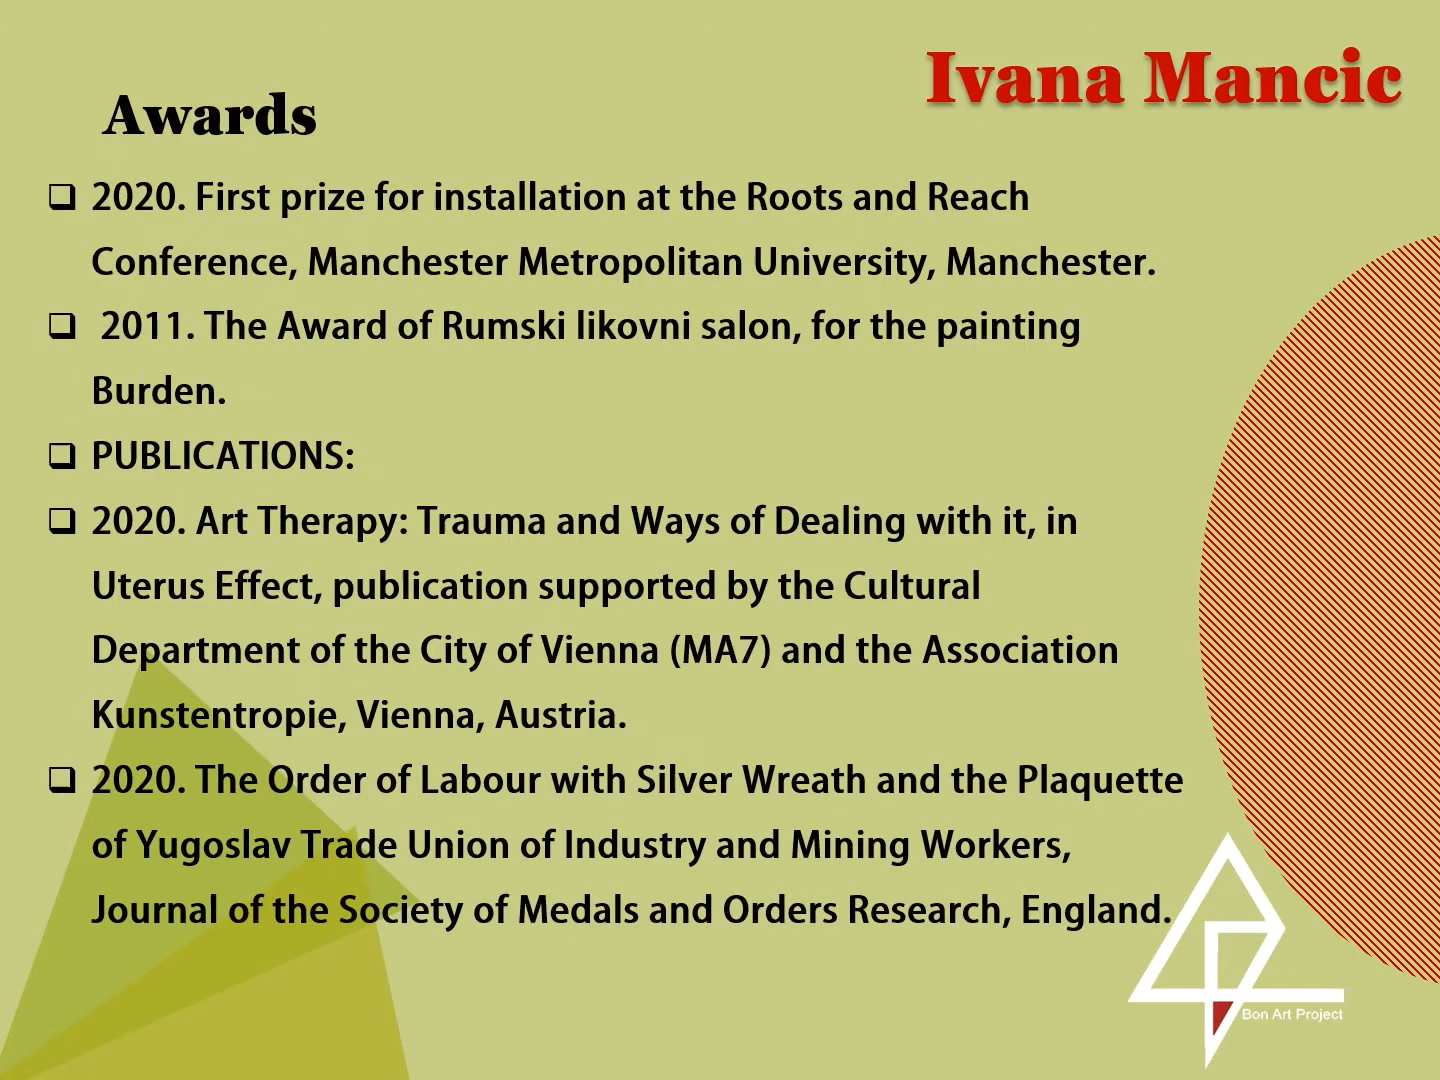 Ivana Mancic
Awards
❑ 2020. First prize for installation at the Roots and Reach
Conference, Manchester Metropolitan University, Manchester.
❑ 2011. The Award of Rumski likovni salon, for the painting
Burden.
❑ PUBLICATIONS:
❑ 2020. Art Therapy: Trauma and Ways of Dealing with it, in
Uterus Effect, publication supported by the Cultural
Department of the City of Vienna (MA7) and the Association
Kunstentropie, Vienna, Austria.
❑ 2020. The Order of Labour with Silver Wreath and the Plaquette
of Yugoslav Trade Union of Industry and Mining Workers,
Journal of the Society of Medals and Orders Research, England.
Bon Art Project